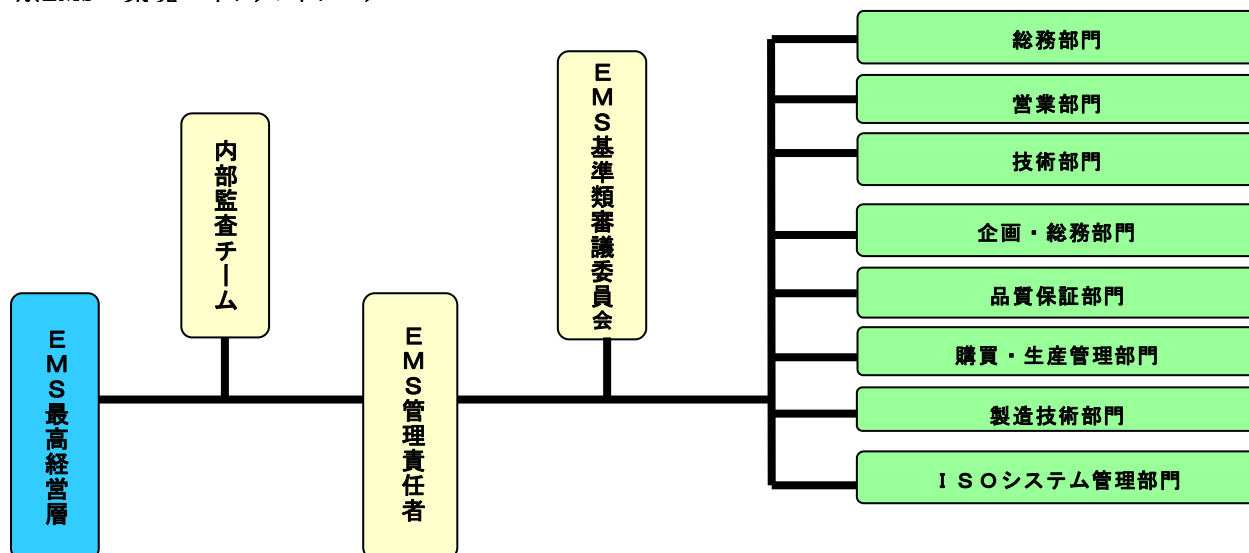 EMS最高経営層
内部監査チーム
EMS管理責任者
EMS基準類審議委員会
総務部門
営業部門
技術部門
企画・総務部門
品質保証部門
購買・生産管理部門
製造技術部門
ISOシステム管理部門